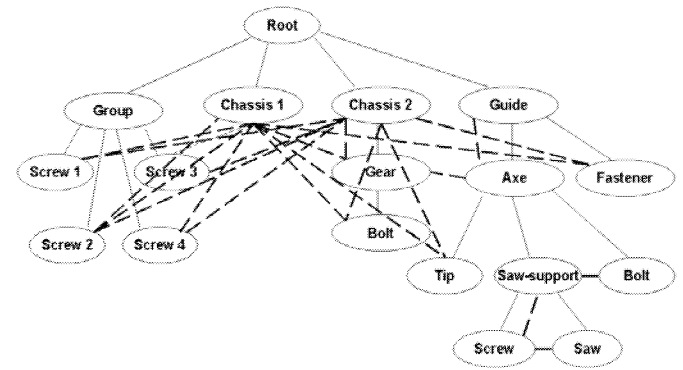 Root
Group
Chassis 1
Chassis 2
Guide
Screw 1
Screw 3
Gear
Axe
Fastener
Screw 2
Screw 4
Bolt
Tip
Saw-support
Bolt
Screw
Saw